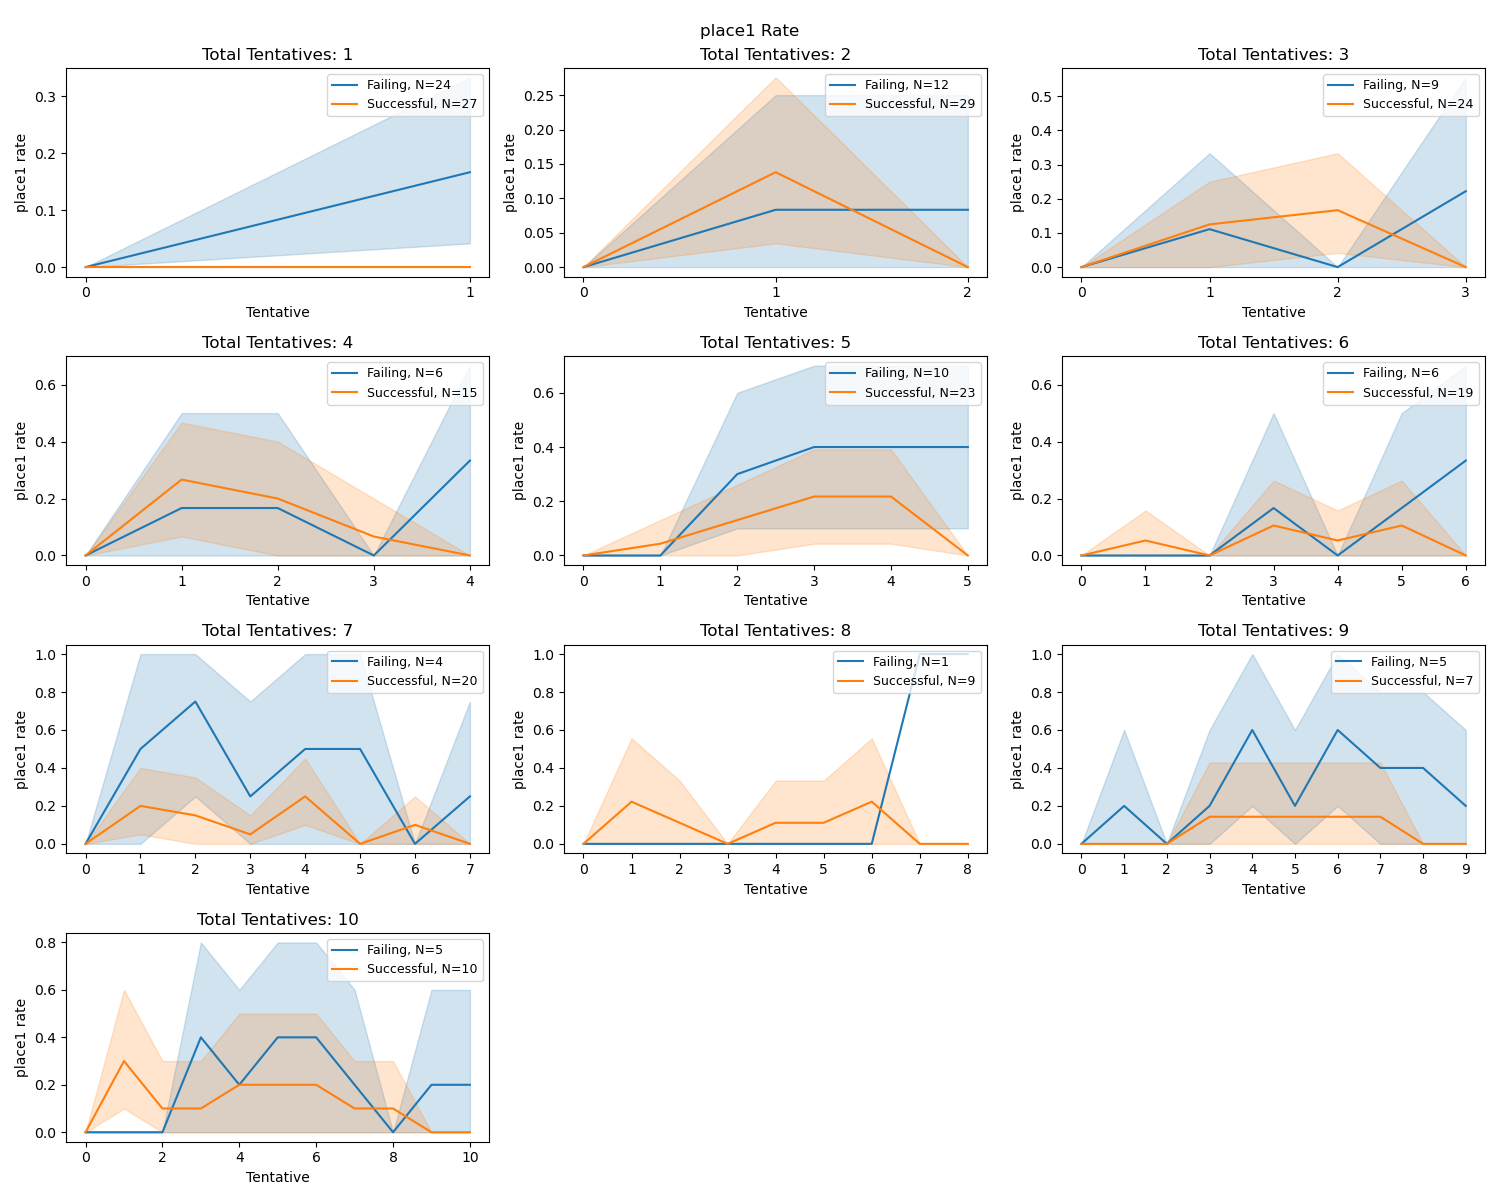 place1 Rate
Total Tentatives: 1
0.3
0.2
0.1
0.0
place1 rate
Failing, N=24
Successful, N=27
0 1
Tentative
Total Tentatives: 2
0.25
0.20
0.15
0.10
0.05
0.00
place1 rate
Failing, N=12
Successful, N=29
0 1 2
Tentative
Total Tentatives: 3
0.5
0.4
0.3
0.2
0.1
0.0
place1 rate
Failing, N=9
Successful, N=24
0 1 2 3
Tentative
Total Tentatives: 4
0.6
0.4
0.2
0.0
place1 rate
Failing, N=6
Successful, N=15
0 1 2 3 4
Tentative
Total Tentatives: 5
0.6
0.4
0.2
0.0
place1 rate
Failing, N=10
Successful, N=23
0 1 2 3 4 5
Tentative
Total Tentatives: 6
0.6
0.4
0.2
0.0
place1 rate
Failing, N=6
Successful, N=19
0 1 2 3 4 5 6
Tentative
Total Tentatives: 7
1.0
0.8
0.6
0.4
0.2
0.0
place1 rate
Failing, N=4
Successful, N=20
0 1 2 3 4 5 6 7
Tentative
Total Tentatives: 8
1.0
0.8
0.6
0.4
0.2
0.0
place1 rate
Failing, N=1
Successful, N=9
0 1 2 3 4 5 6 7 8
Tentative
Total Tentatives: 9
1.0
0.8
0.6
0.4
0.2
0.0
place1 rate
Failing, N=5
Successful, N=7
0 1 2 3 4 5 6 7 8 9
Tentative
Total Tentatives: 10
0.8
0.6
0.4
0.2
0.0
place1 rate
Failing, N=5
Successful, N=10
0 2 4 6 8 10
Tentative